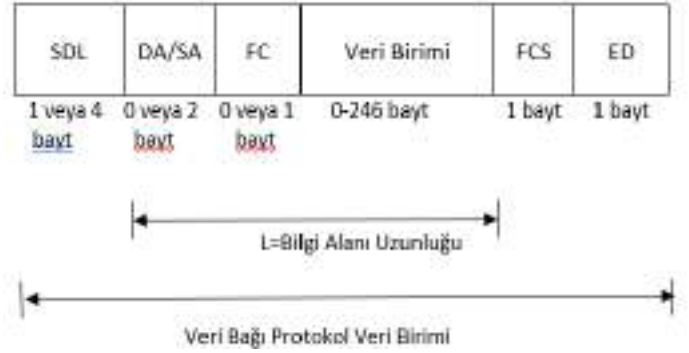 SDL DA/SA FC Veri Birimi FCS ED
1 veya 4 0 veya 2 0 veya 1 0-246 bayt 1 bayt 1 bayt
bayt bayt bayt
L=Bilgi Alanı Uzunluğu
Veri Bağı Protokol Veri Birimi